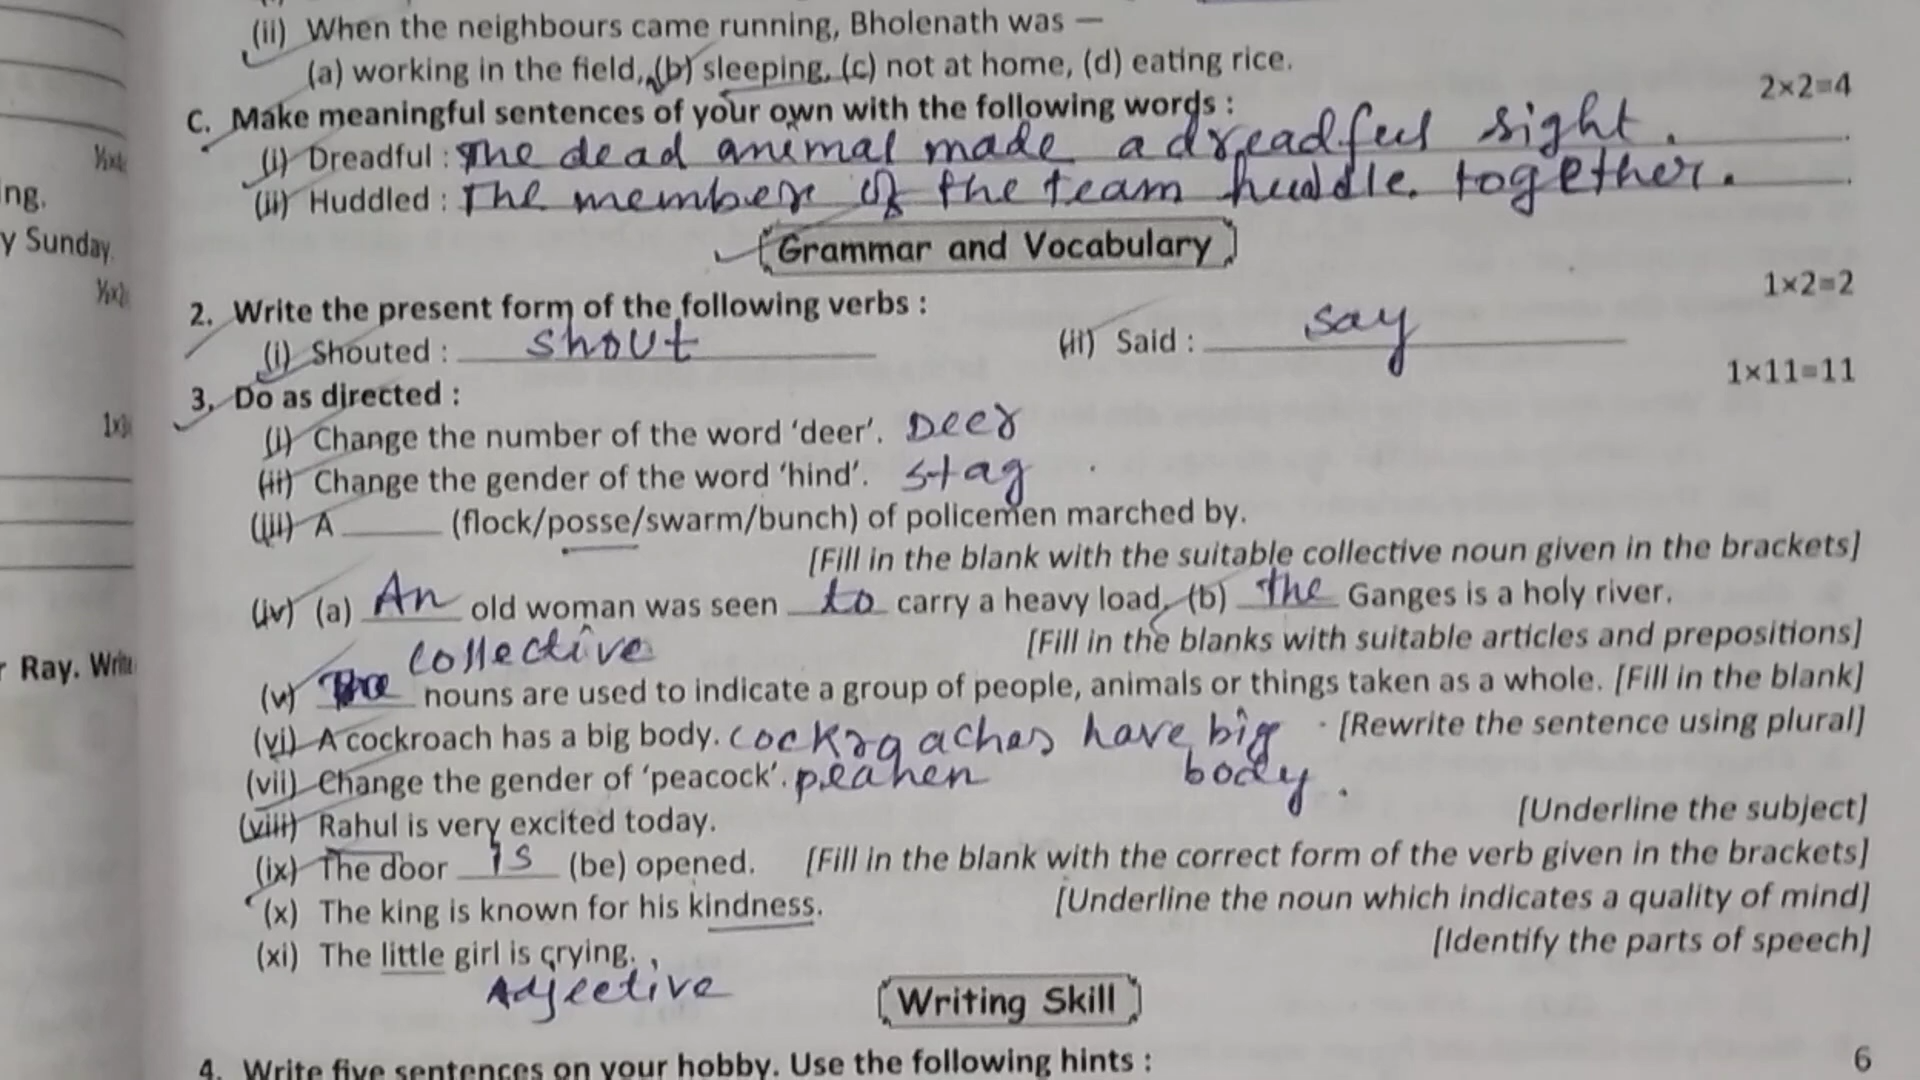 (ii) When the neighbours came running, Bholenath was —
(a) working in the field, (b) sleeping, (c) not at home, (d) eating rice.
C. Make meaningful sentences of your own with the following words : 2×2=4
(i) Dreadful : The dead animal made a dreadful sight.
(ii) Huddled : The member of the team huddle together.
Grammar and Vocabulary
2. Write the present form of the following verbs : 1×2=2
(i) Shouted : shout (ii) Said : say
3. Do as directed : 1×11=11
(i) Change the number of the word 'deer'. Deer
(ii) Change the gender of the word 'hind'. stag
(iii) A ______ (flock/posse/swarm/bunch) of policemen marched by.
[Fill in the blank with the suitable collective noun given in the brackets]
(iv) (a) An old woman was seen to carry a heavy load, (b) the Ganges is a holy river.
[Fill in the blanks with suitable articles and prepositions]
collective
(v) nouns are used to indicate a group of people, animals or things taken as a whole. [Fill in the blank]
(vi) A cockroach has a big body. cockroaches have big [Rewrite the sentence using plural]
body.
(vii) Change the gender of 'peacock'. peahen
(viii) Rahul is very excited today. [Underline the subject]
(ix) The door is (be) opened. [Fill in the blank with the correct form of the verb given in the brackets]
(x) The king is known for his kindness. [Underline the noun which indicates a quality of mind]
(xi) The little girl is crying. [Identify the parts of speech]
Adjective
Writing Skill
4. Write five sentences on your hobby. Use the following hints : 6
ng.
y Sunday.
Ray. Write